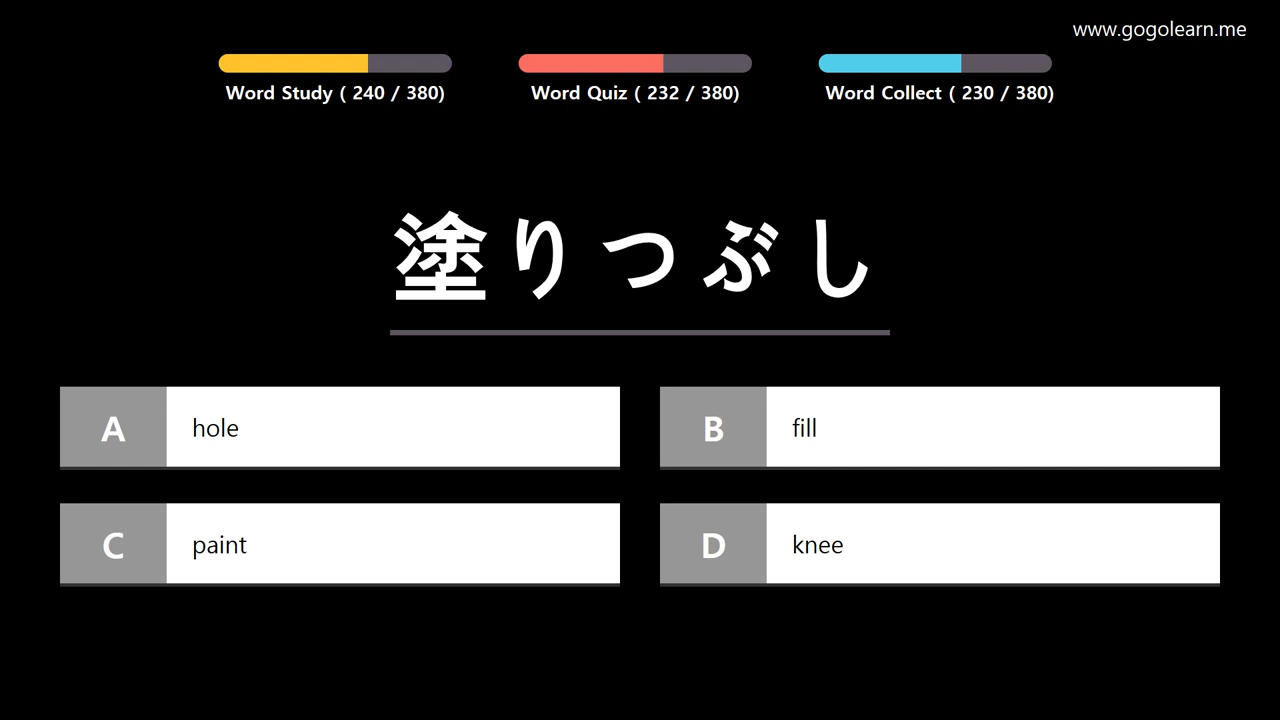 www.gogolearn.me
Word Study ( 240 / 380)
Word Quiz ( 232 / 380)
Word Collect ( 230 / 380)
塗りつぶし
A hole
B fill
C paint
D knee